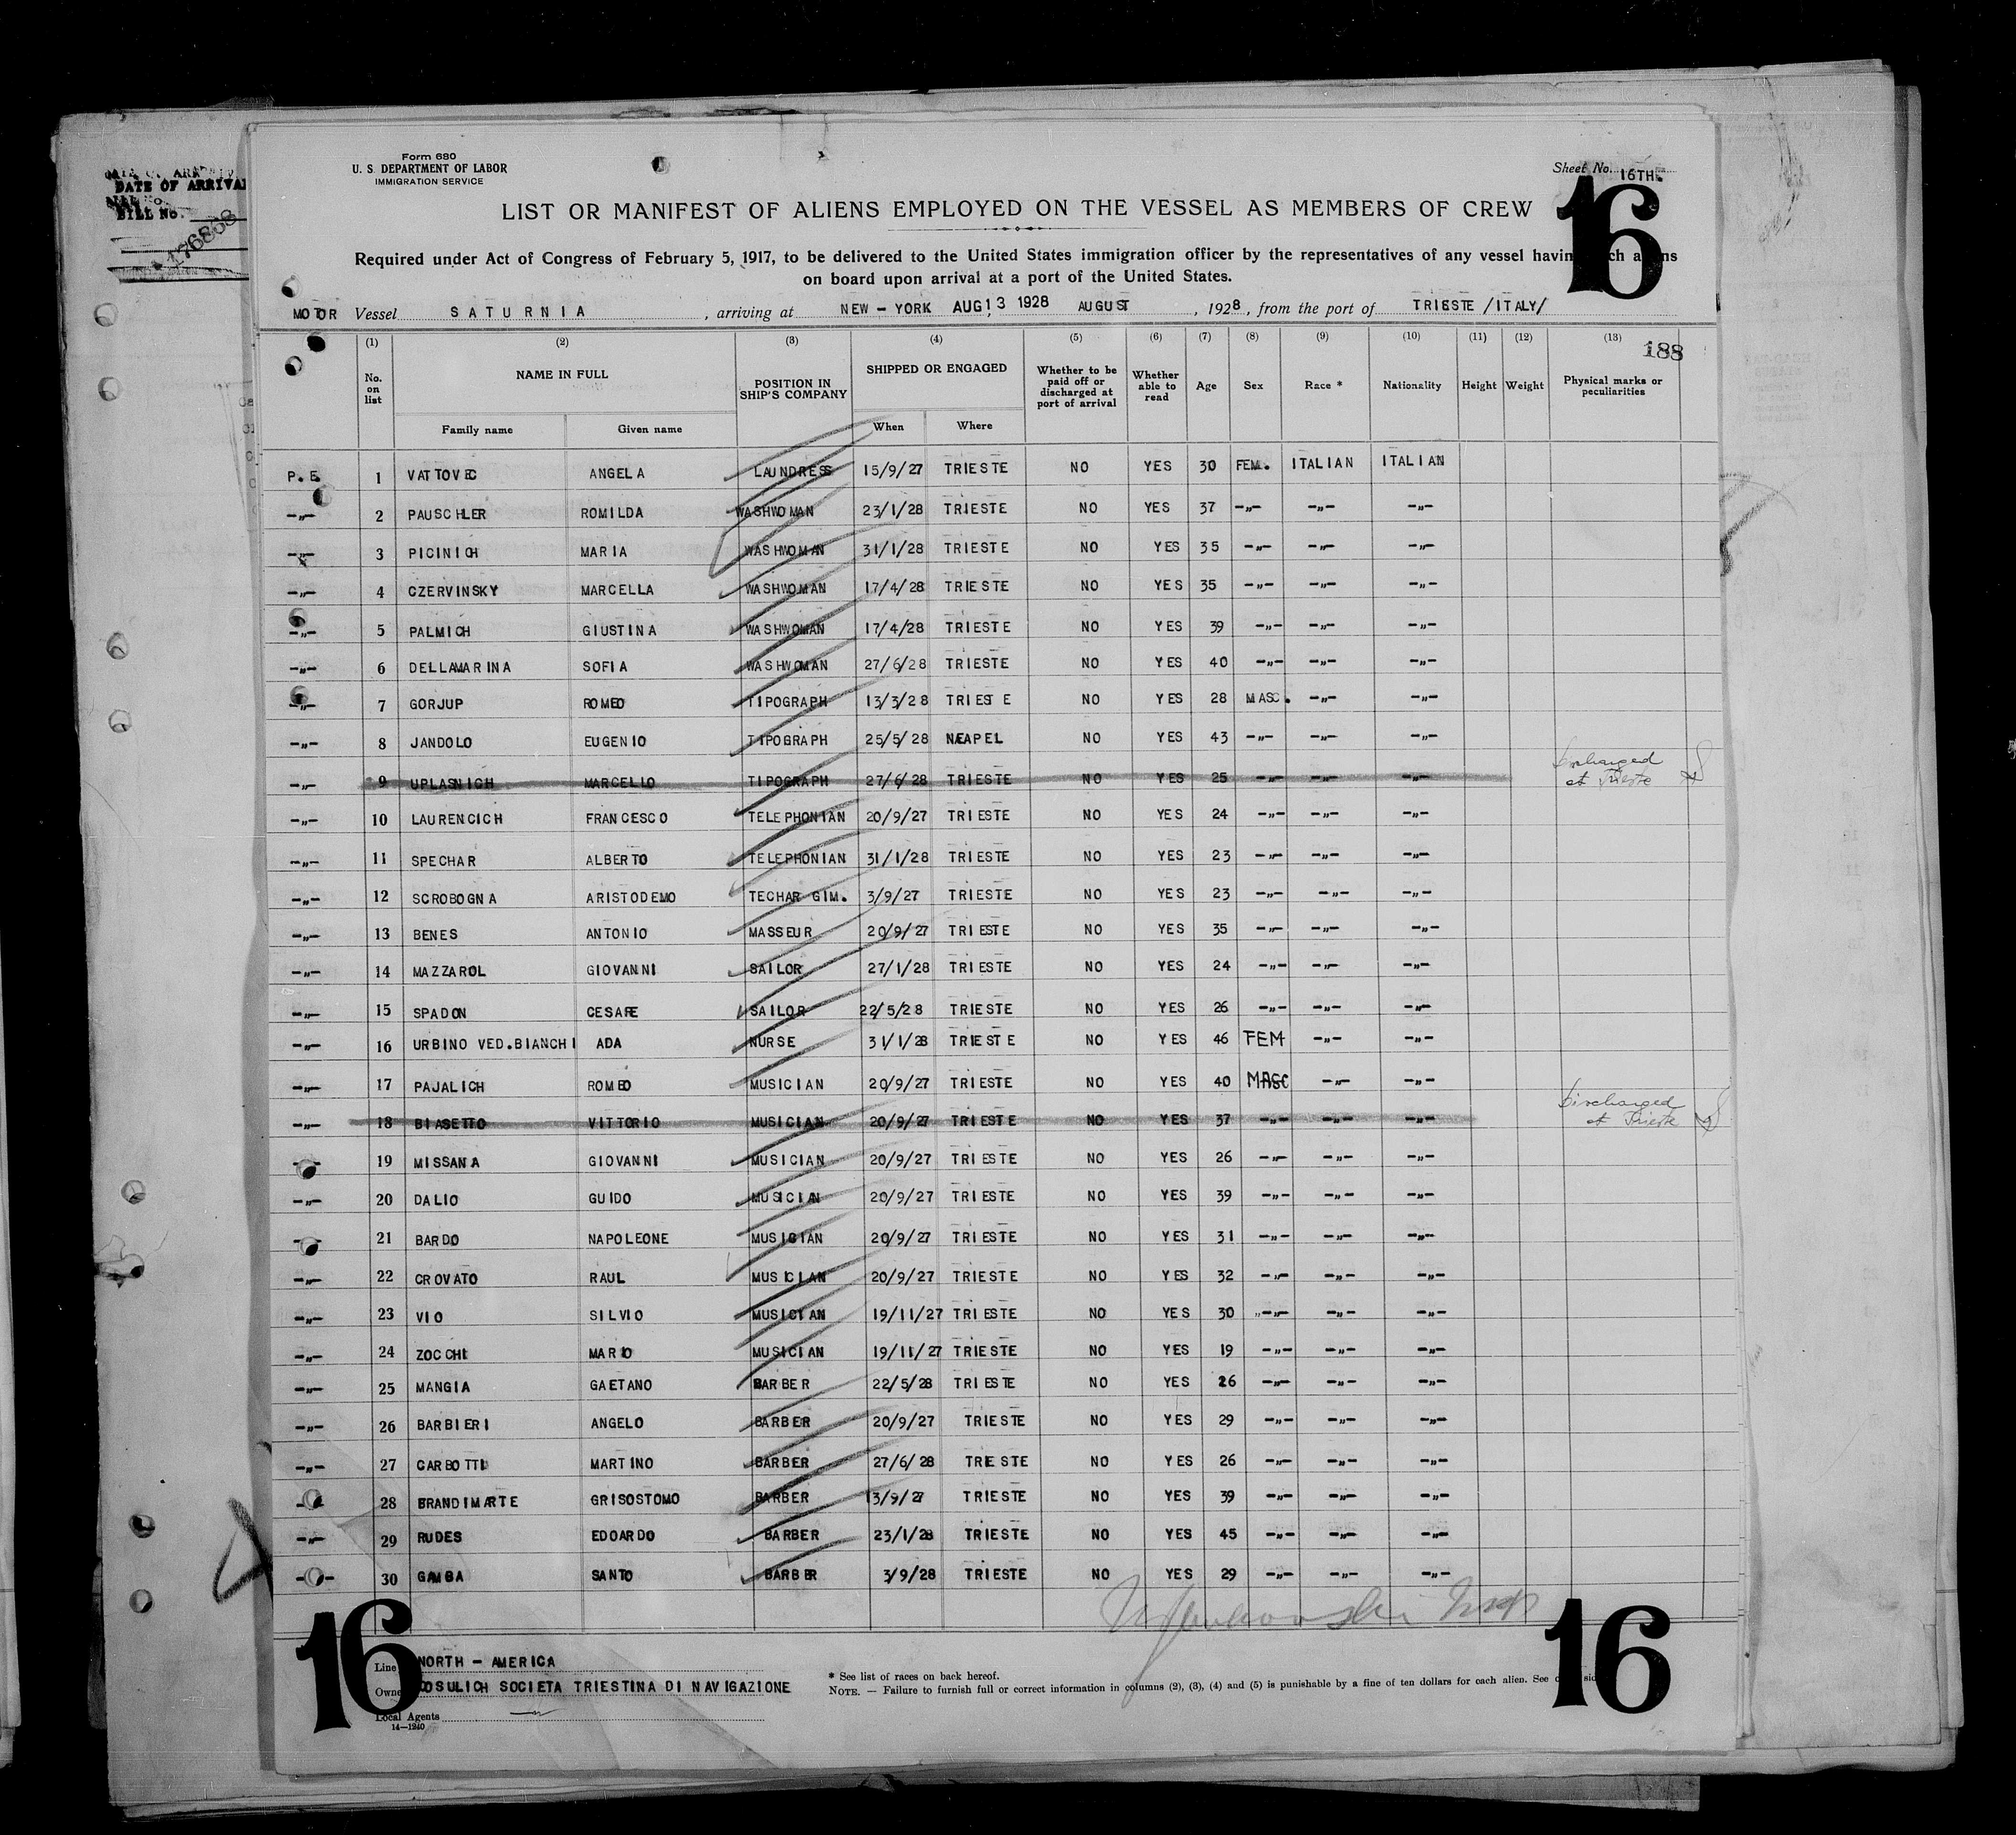 Form 680
U. S. DEPARTMENT OF LABOR
IMMIGRATION SERVICE
Sheet No. 16TH.
16
DATE OF ARRIVAL
BILL No.
176868
LIST OR MANIFEST OF ALIENS EMPLOYED ON THE VESSEL AS MEMBERS OF CREW
Required under Act of Congress of February 5, 1917, to be delivered to the United States immigration officer by the representatives of any vessel having such aliens
on board upon arrival at a port of the United States.
MOTOR Vessel SATURNIA, arriving at NEW-YORK AUG 13 1928 AUGUST, 1928, from the port of TRIESTE /ITALY/
(1) (2) (3) (4) (5) (6) (7) (8) (9) (10) (11) (12) (13) 188
No. on list NAME IN FULL Family name Given name POSITION IN SHIP'S COMPANY SHIPPED OR ENGAGED When Where Whether to be paid off or discharged at port of arrival Whether able to read Age Sex Race * Nationality Height Weight Physical marks or peculiarities
P.E. 1 VATTOVEC ANGELA LAUNDRESS 15/9/27 TRIESTE NO YES 30 FEM. ITALIAN ITALIAN
-"- 2 PAUSCHLER ROMILDA WASHWOMAN 23/1/28 TRIESTE NO YES 37 -"- -"- -"-
-"- 3 PICINICH MARIA WASHWOMAN 31/1/28 TRIESTE NO YES 35 -"- -"- -"-
-"- 4 CZERVINSKY MARCELLA WASHWOMAN 17/4/28 TRIESTE NO YES 35 -"- -"- -"-
-"- 5 PALMICH GIUSTINA WASHWOMAN 17/4/28 TRIESTE NO YES 39 -"- -"- -"-
-"- 6 DELLAMARINA SOFIA WASHWOMAN 27/6/28 TRIESTE NO YES 40 -"- -"- -"-
-"- 7 GORJUP ROMEO TIPOGRAPH 13/3/28 TRIESTE NO YES 28 MASC. -"- -"-
-"- 8 JANDOLO EUGENIO TIPOGRAPH 25/5/28 NEAPEL NO YES 43 -"- -"- -"-
-"- 9 UPLASNICH MARCELLO TIPOGRAPH 27/6/28 TRIESTE NO YES 25 -"- -"- -"- Discharged at Trieste
-"- 10 LAURENCICH FRANCESCO TELEPHONIAN 20/9/27 TRIESTE NO YES 24 -"- -"- -"-
-"- 11 SPECHAR ALBERTO TELEPHONIAN 31/1/28 TRIESTE NO YES 23 -"- -"- -"-
-"- 12 SCROBOGNA ARISTODEMO TECHAR GIM. 3/9/27 TRIESTE NO YES 23 -"- -"- -"-
-"- 13 BENES ANTONIO MASSEUR 20/9/27 TRIESTE NO YES 35 -"- -"- -"-
-"- 14 MAZZAROL GIOVANNI SAILOR 27/1/28 TRIESTE NO YES 24 -"- -"- -"-
-"- 15 SPADON CESARE SAILOR 22/5/28 TRIESTE NO YES 26 -"- -"- -"-
-"- 16 URBINO VED.BIANCHI ADA NURSE 31/1/28 TRIESTE NO YES 46 FEM -"- -"-
-"- 17 PAJALICH ROMEO MUSICIAN 20/9/27 TRIESTE NO YES 40 MASC -"- -"-
-"- 18 BIASETTO VITTORIO MUSICIAN 20/9/27 TRIESTE NO YES 37 -"- -"- -"- Discharged at Trieste
-"- 19 MISSANA GIOVANNI MUSICIAN 20/9/27 TRIESTE NO YES 26 -"- -"- -"-
-"- 20 DALIO GUIDO MUSICIAN 20/9/27 TRIESTE NO YES 39 -"- -"- -"-
-"- 21 BARDO NAPOLEONE MUSICIAN 20/9/27 TRIESTE NO YES 31 -"- -"- -"-
-"- 22 CROVATO RAUL MUSICIAN 20/9/27 TRIESTE NO YES 32 -"- -"- -"-
-"- 23 VIO SILVIO MUSICIAN 19/11/27 TRIESTE NO YES 30 -"- -"- -"-
-"- 24 ZOCCHI MARIO MUSICIAN 19/11/27 TRIESTE NO YES 19 -"- -"- -"-
-"- 25 MANGIA GAETANO BARBER 22/5/28 TRIESTE NO YES 26 -"- -"- -"-
-"- 26 BARBIERI ANGELO BARBER 20/9/27 TRIESTE NO YES 29 -"- -"- -"-
-"- 27 CARBOTTI MARTINO BARBER 27/6/28 TRIESTE NO YES 26 -"- -"- -"-
-"- 28 BRANDIMARTE GRISOSTOMO BARBER 13/9/27 TRIESTE NO YES 39 -"- -"- -"-
-"- 29 RUDES EDOARDO BARBER 23/1/28 TRIESTE NO YES 45 -"- -"- -"-
30 GAMBA SANTO BARBER 3/9/28 TRIESTE NO YES 29 -"- -"- -"-
16 16
Line NORTH - AMERICA
Owner COSULICH SOCIETA TRIESTINA DI NAVIGAZIONE
Local Agents -"-
14—1240
* See list of races on back hereof.
NOTE. — Failure to furnish full or correct information in columns (2), (3), (4) and (5) is punishable by a fine of ten dollars for each alien. See